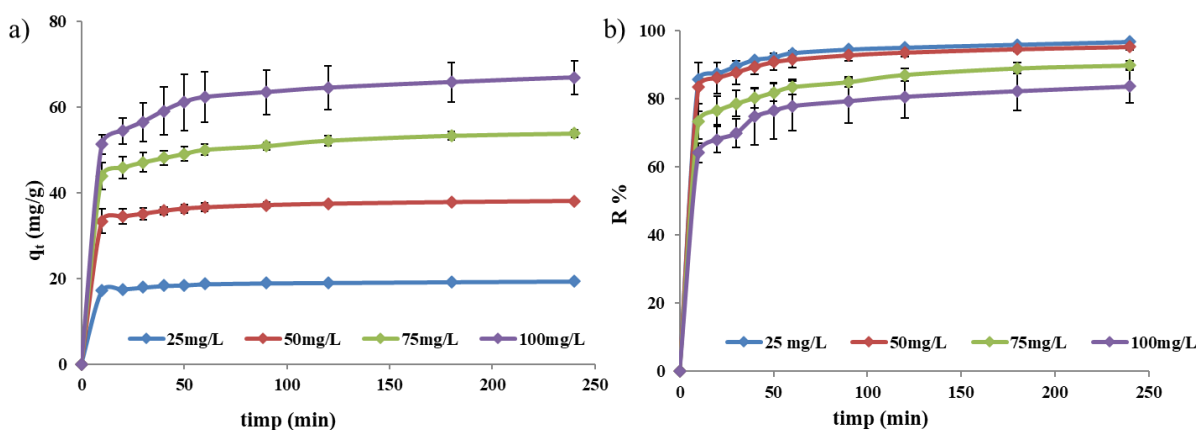 a)
80
60
40
20
0
qt (mg/g)
25mg/L 50mg/L 75mg/L 100mg/L
0 50 100 150 200 250
timp (min)
b)
100
80
60
40
20
0
R %
25 mg/L 50mg/L 75mg/L 100mg/L
0 50 100 150 200 250
timp (min)